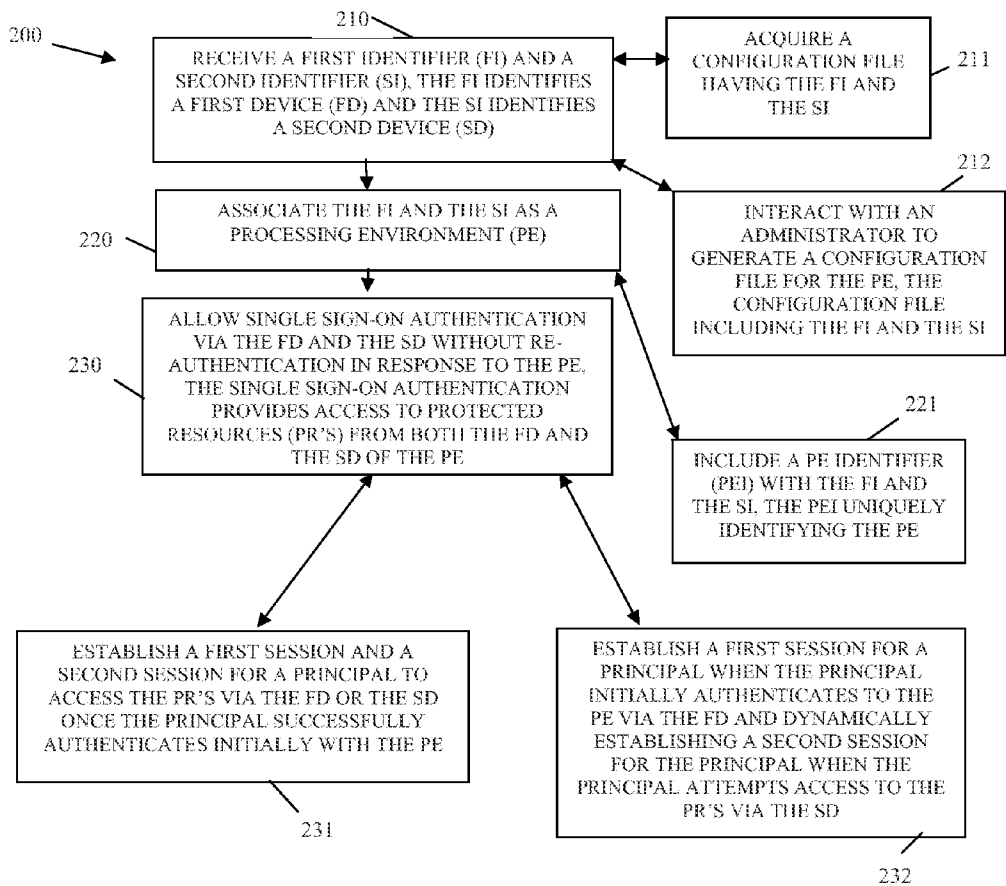 200
210
RECEIVE A FIRST IDENTIFIER (FI) AND A
SECOND IDENTIFIER (SI), THE FI IDENTIFIES
A FIRST DEVICE (FD) AND THE SI IDENTIFIES
A SECOND DEVICE (SD)
ACQUIRE A
CONFIGURATION FILE
HAVING THE FI AND
THE SI
211
212
ASSOCIATE THE FI AND THE SI AS A
PROCESSING ENVIRONMENT (PE)
220
INTERACT WITH AN
ADMINISTRATOR TO
GENERATE A CONFIGURATION
FILE FOR THE PE, THE
CONFIGURATION FILE
INCLUDING THE FI AND THE SI
230
ALLOW SINGLE SIGN-ON AUTHENTICATION
VIA THE FD AND THE SD WITHOUT RE-
AUTHENTICATION IN RESPONSE TO THE PE,
THE SINGLE SIGN-ON AUTHENTICATION
PROVIDES ACCESS TO PROTECTED
RESOURCES (PR'S) FROM BOTH THE FD AND
THE SD OF THE PE
221
INCLUDE A PE IDENTIFIER
(PEI) WITH THE FI AND
THE SI, THE PEI UNIQUELY
IDENTIFYING THE PE
ESTABLISH A FIRST SESSION AND A
SECOND SESSION FOR A PRINCIPAL TO
ACCESS THE PR'S VIA THE FD OR THE SD
ONCE THE PRINCIPAL SUCCESSFULLY
AUTHENTICATES INITIALLY WITH THE PE
231
ESTABLISH A FIRST SESSION FOR A
PRINCIPAL WHEN THE PRINCIPAL
INITIALLY AUTHENTICATES TO THE
PE VIA THE FD AND DYNAMICALLY
ESTABLISHING A SECOND SESSION
FOR THE PRINCIPAL WHEN THE
PRINCIPAL ATTEMPTS ACCESS TO THE
PR'S VIA THE SD
232